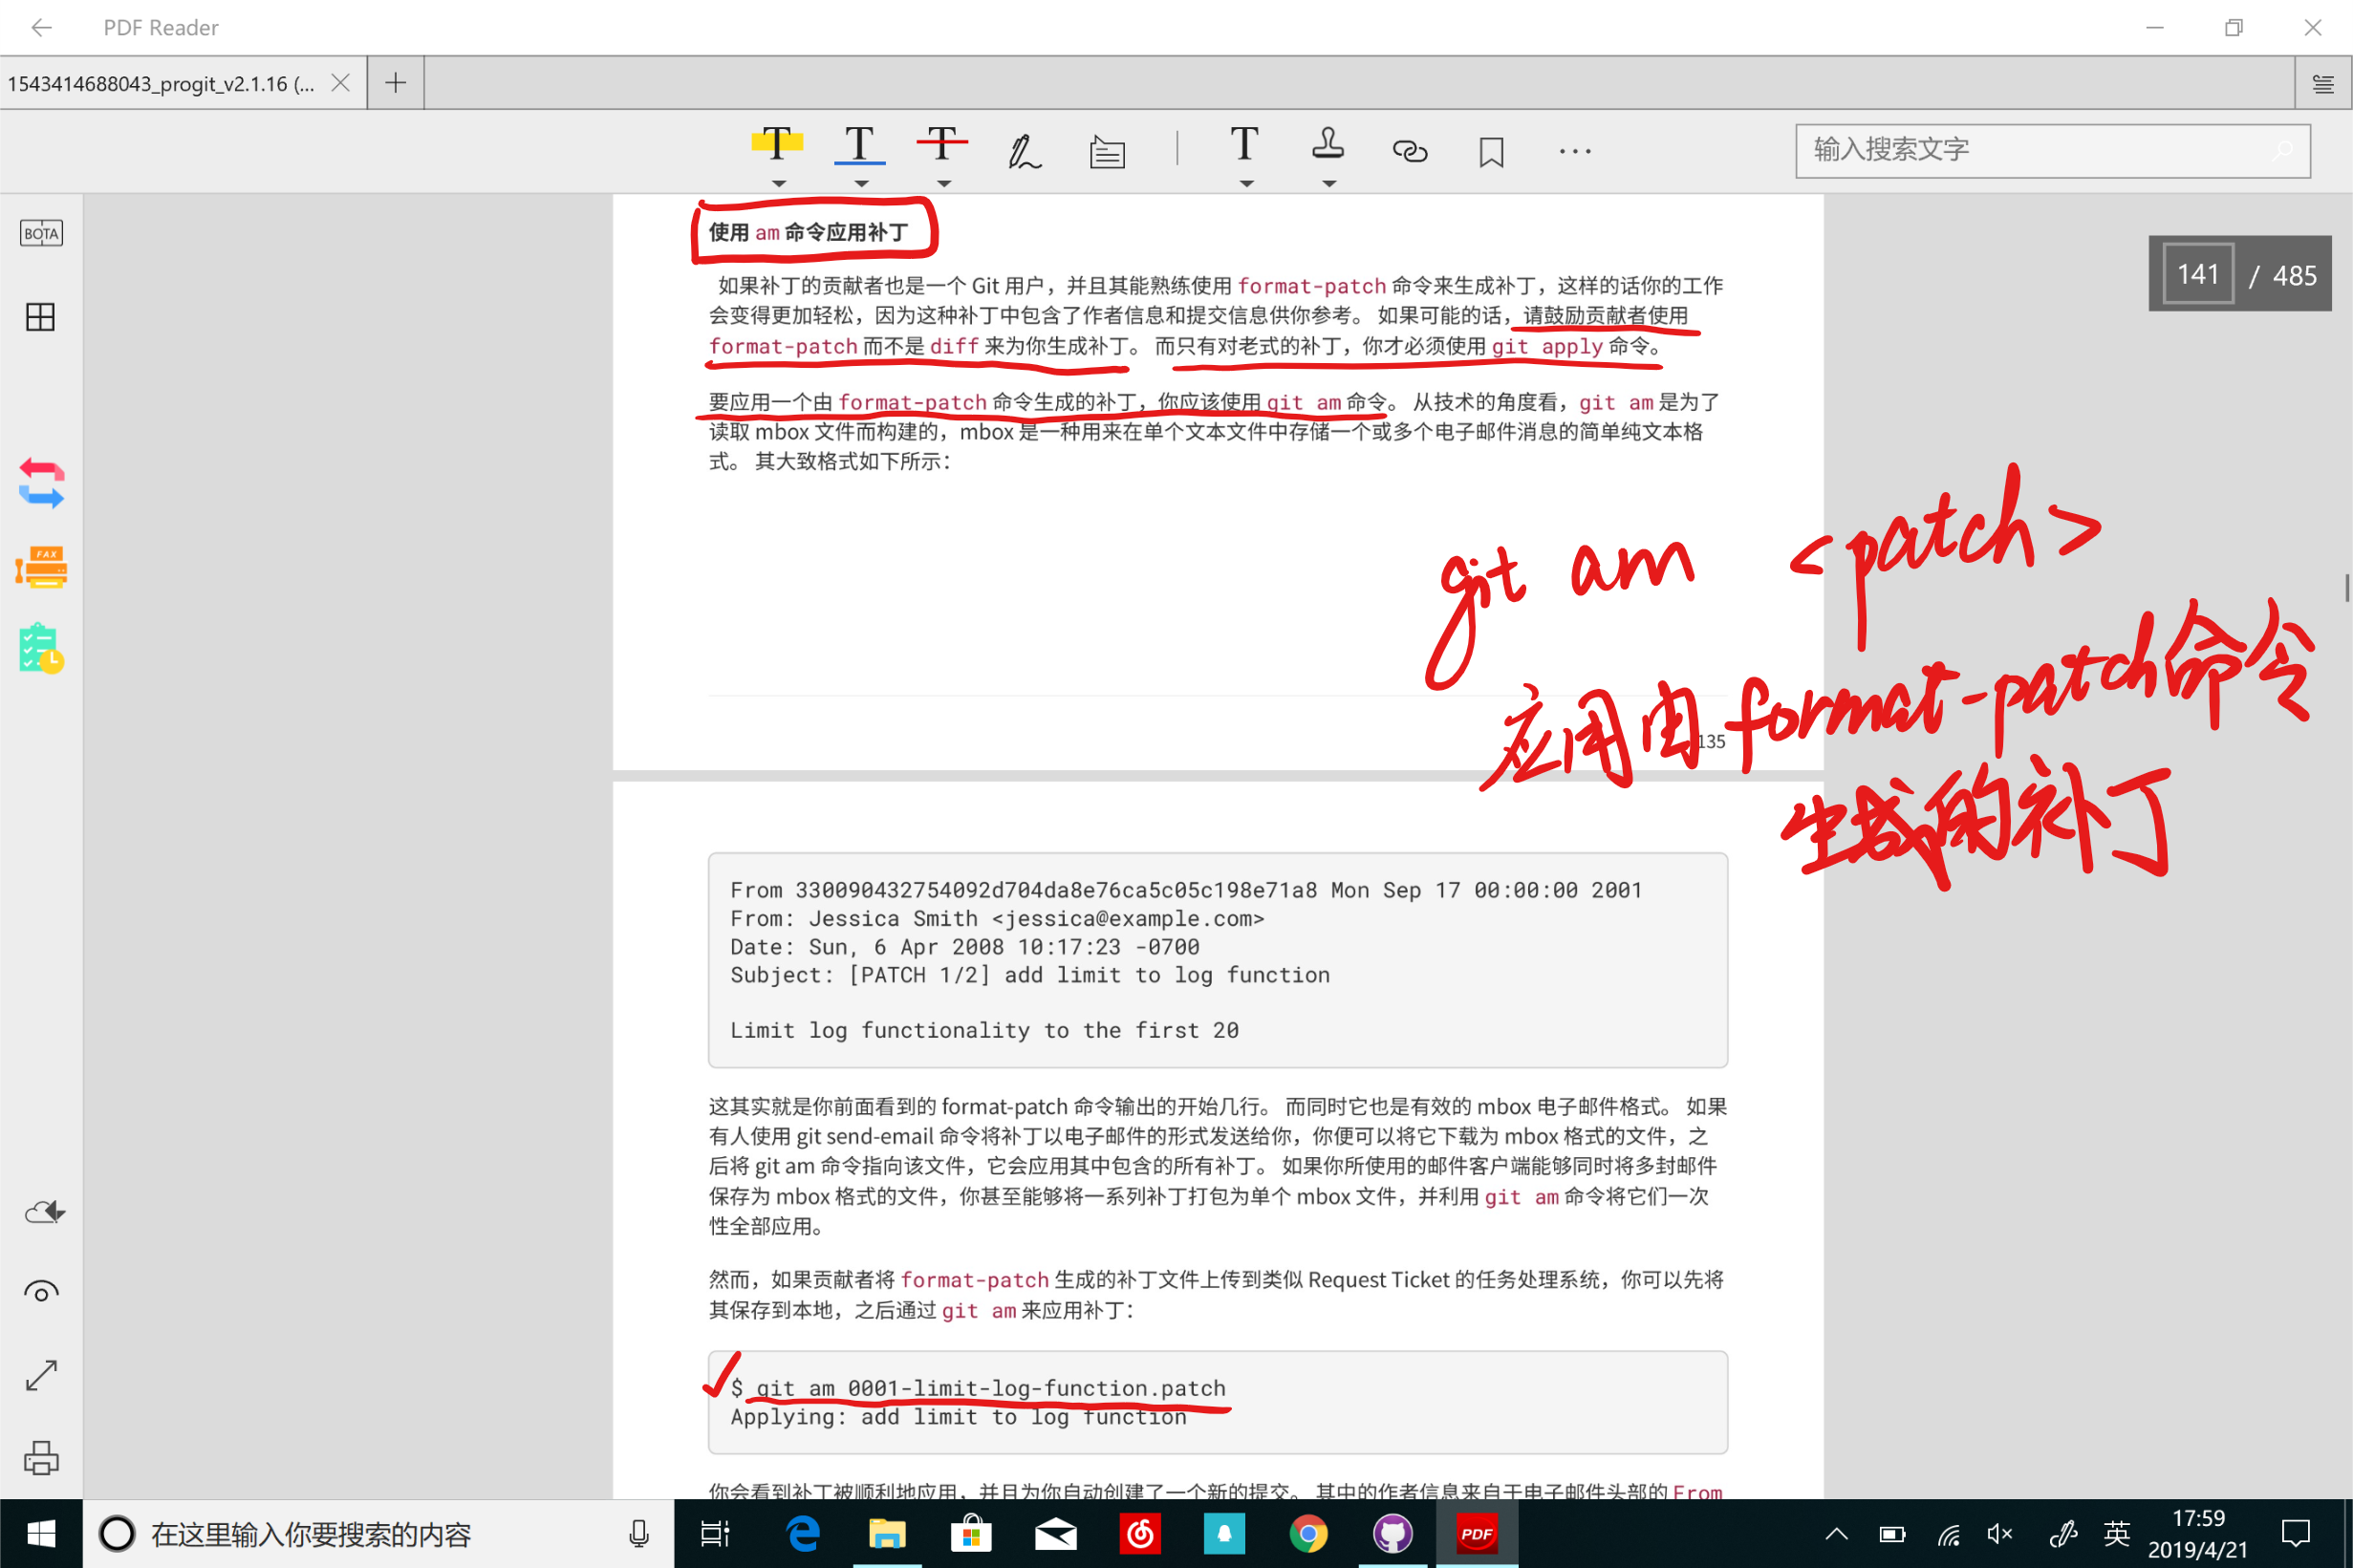 PDF Reader
1543414688043_progit_v2.1.16 (...
输入搜索文字
BOTA
141 / 485
使用 am 命令应用补丁
如果补丁的贡献者也是一个 Git 用户，并且其能熟练使用 format-patch 命令来生成补丁，这样的话你的工作
会变得更加轻松，因为这种补丁中包含了作者信息和提交信息供你参考。 如果可能的话，请鼓励贡献者使用
format-patch 而不是 diff 来为你生成补丁。 而只有对老式的补丁，你才必须使用 git apply 命令。
要应用一个由 format-patch 命令生成的补丁，你应该使用 git am 命令。 从技术的角度看，git am 是为了
读取 mbox 文件而构建的，mbox 是一种用来在单个文本文件中存储一个或多个电子邮件消息的简单纯文本格
式。 其大致格式如下所示：
git am <patch>
应用由format-patch命令
生成的补丁
135
From 330090432754092d704da8e76ca5c05c198e71a8 Mon Sep 17 00:00:00 2001
From: Jessica Smith <jessica@example.com>
Date: Sun, 6 Apr 2008 10:17:23 -0700
Subject: [PATCH 1/2] add limit to log function
Limit log functionality to the first 20
这其实就是你前面看到的 format-patch 命令输出的开始几行。 而同时它也是有效的 mbox 电子邮件格式。 如果
有人使用 git send-email 命令将补丁以电子邮件的形式发送给你，你便可以将它下载为 mbox 格式的文件，之
后将 git am 命令指向该文件，它会应用其中包含的所有补丁。 如果你所使用的邮件客户端能够同时将多封邮件
保存为 mbox 格式的文件，你甚至能够将一系列补丁打包为单个 mbox 文件，并利用 git am 命令将它们一次
性全部应用。
然而，如果贡献者将 format-patch 生成的补丁文件上传到类似 Request Ticket 的任务处理系统，你可以先将
其保存到本地，之后通过 git am 来应用补丁：
$ git am 0001-limit-log-function.patch
Applying: add limit to log function
你会看到补丁被顺利地应用，并且为你自动创建了一个新的提交。 其中的作者信息来自于电子邮件头部的 From
FAX
在这里输入你要搜索的内容
PDF
英
17:59
2019/4/21